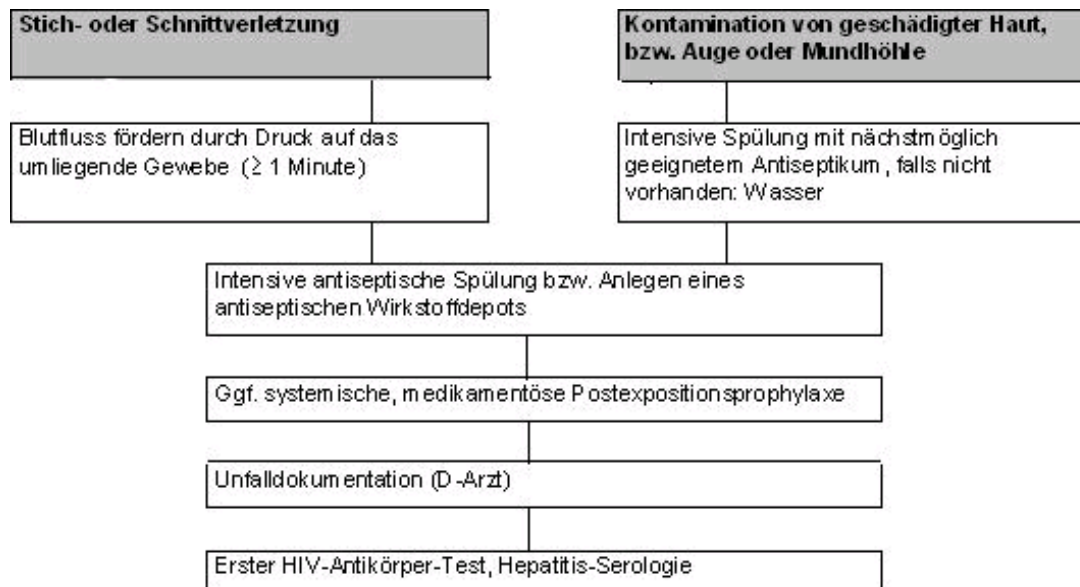 Stich- oder Schnittverletzung
Kontamination von geschädigter Haut,
bzw. Auge oder Mundhöhle
Blutfluss fördern durch Druck auf das
umliegende Gewebe (≥ 1 Minute)
Intensive Spülung mit nächstmöglich
geeignetem Antiseptikum, falls nicht
vorhanden: Wasser
Intensive antiseptische Spülung bzw. Anlegen eines
antiseptischen Wirkstoffdepots
Ggf. systemische, medikamentöse Postexpositionsprophylaxe
Unfalldokumentation (D-Arzt)
Erster HIV-Antikörper-Test, Hepatitis-Serologie